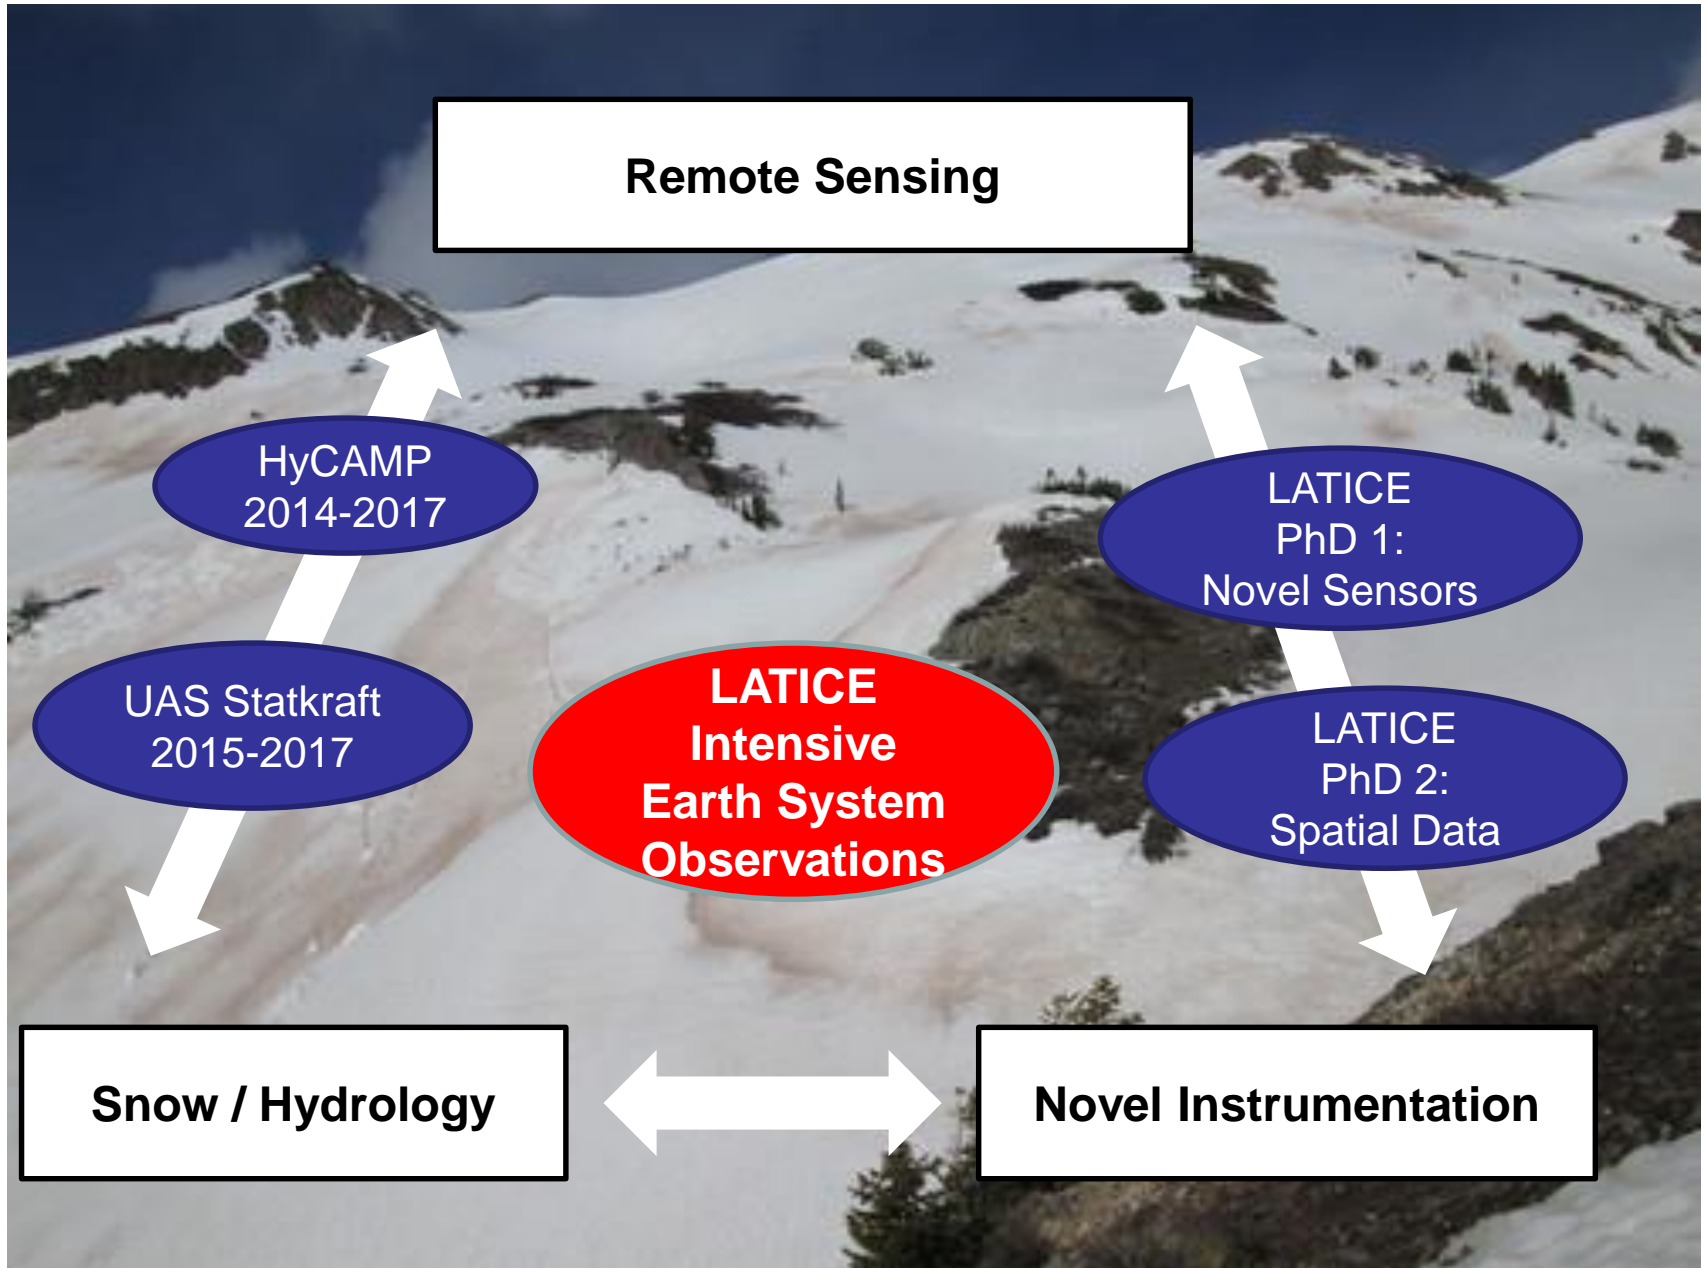 Remote Sensing
HyCAMP
2014-2017
LATICE
PhD 1:
Novel Sensors
UAS Statkraft
2015-2017
LATICE
Intensive
Earth System
Observations
LATICE
PhD 2:
Spatial Data
Snow / Hydrology
Novel Instrumentation